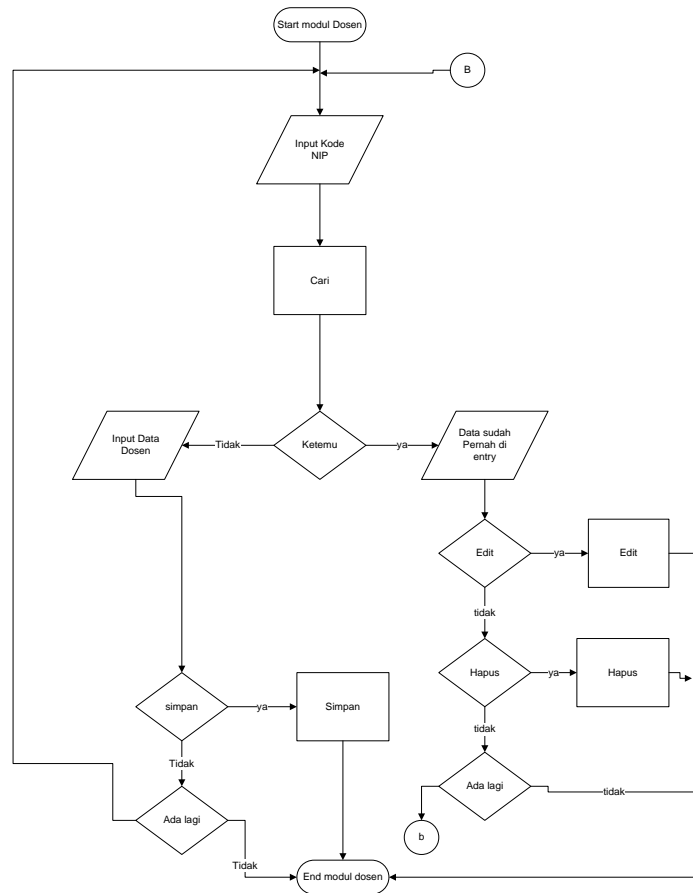 Start modul Dosen
B
Input Kode
NIP
Cari
Input Data
Dosen
Tidak
Ketemu
ya
Data sudah
Pernah di
entry
Edit
ya
Edit
tidak
Hapus
ya
Hapus
simpan
ya
Simpan
tidak
Tidak
Ada lagi
Ada lagi
tidak
b
Tidak
End modul dosen